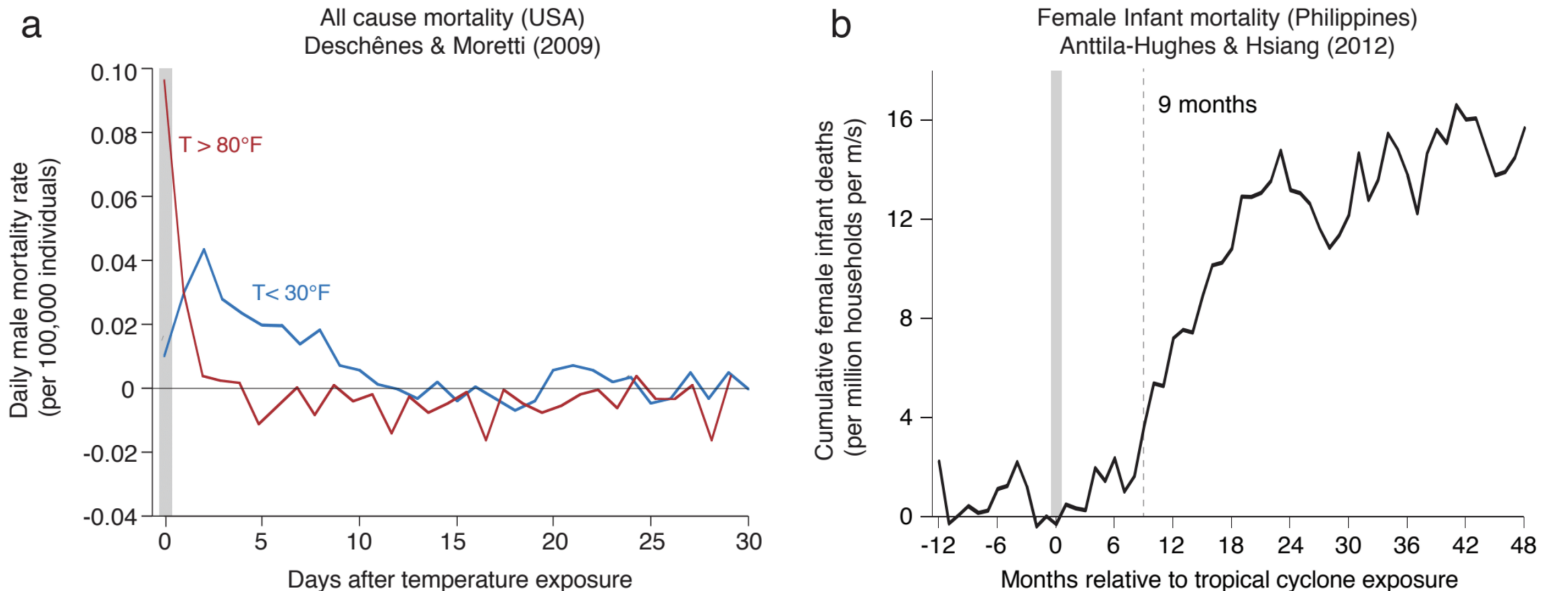 a
All cause mortality (USA)
Deschênes & Moretti (2009)
Daily male mortality rate
(per 100,000 individuals)
0.10
0.08
0.06
0.04
0.02
0
-0.02
-0.04
T > 80°F
T< 30°F
0 5 10 15 20 25 30
Days after temperature exposure
b
Female Infant mortality (Philippines)
Anttila-Hughes & Hsiang (2012)
Cumulative female infant deaths
(per million households per m/s)
16
12
8
4
0
9 months
-12 -6 0 6 12 18 24 30 36 42 48
Months relative to tropical cyclone exposure